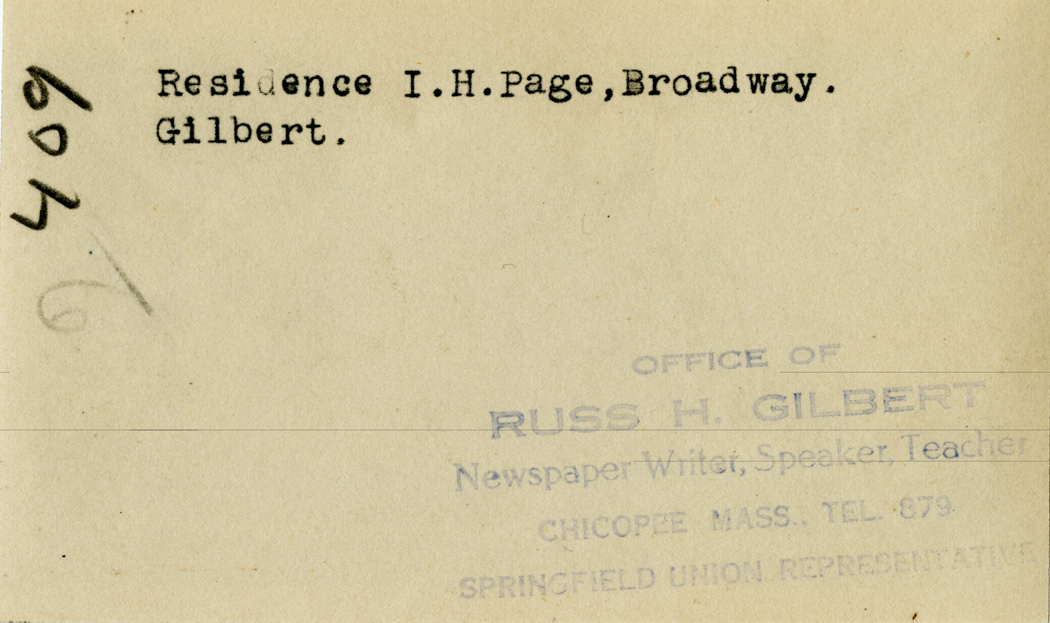 Residence I.H.Page,Broadway.
Gilbert.
409
OFFICE OF
RUSS H. GILBERT
Newspaper Writer, Speaker, Teacher
CHICOPEE MASS., TEL. 879
SPRINGFIELD UNION REPRESENTATIVE